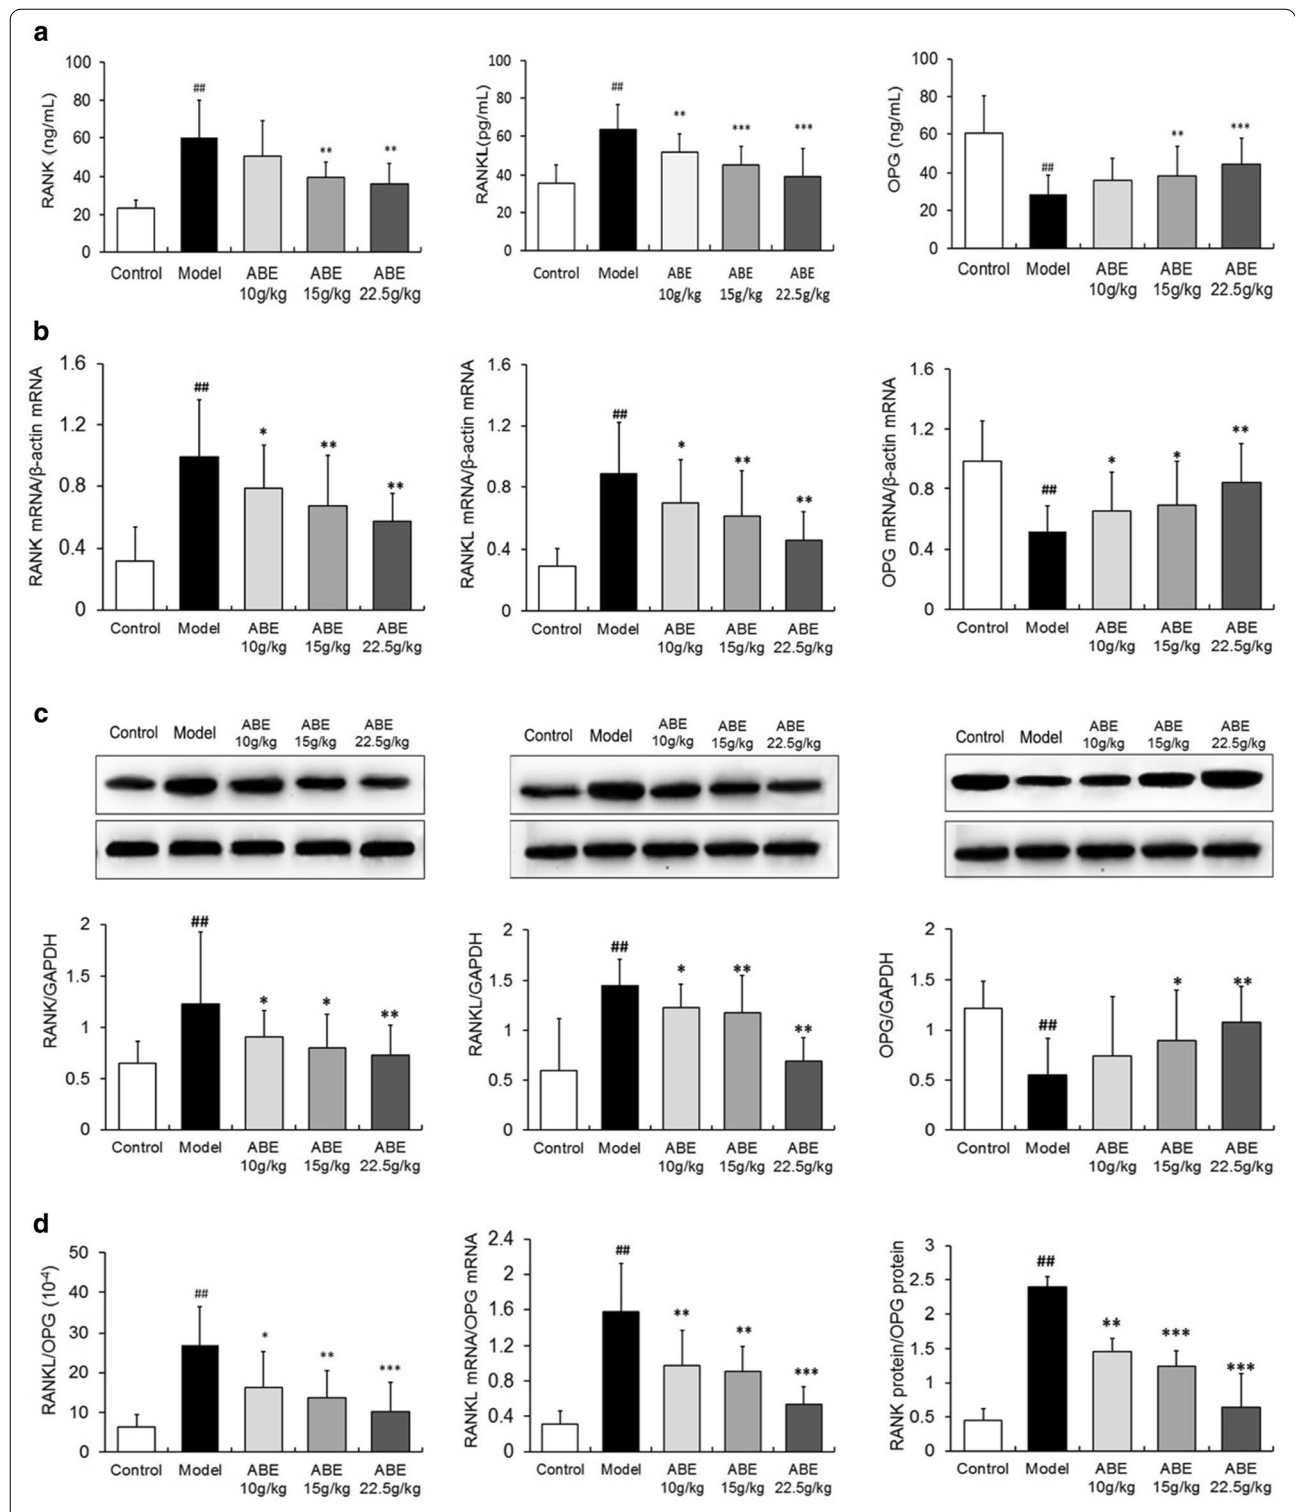 a
RANK (ng/mL)
100
80
60
40
20
0
##
**
**
Control Model ABE ABE ABE
10g/kg 15g/kg 22.5g/kg
RANKL(pg/mL)
100
80
60
40
20
0
##
**
***
***
Control Model ABE ABE ABE
10g/kg 15g/kg 22.5g/kg
OPG (ng/mL)
100
80
60
40
20
0
##
**
***
Control Model ABE ABE ABE
10g/kg 15g/kg 22.5g/kg
b
RANK mRNA/β-actin mRNA
1.6
1.2
0.8
0.4
0
##
*
**
**
Control Model ABE ABE ABE
10g/kg 15g/kg 22.5g/kg
RANKL mRNA/β-actin mRNA
1.6
1.2
0.8
0.4
0
##
*
**
**
Control Model ABE ABE ABE
10g/kg 15g/kg 22.5g/kg
OPG mRNA/β-actin mRNA
1.6
1.2
0.8
0.4
0
##
*
*
**
Control Model ABE ABE ABE
10g/kg 15g/kg 22.5g/kg
c
Control Model ABE ABE ABE
10g/kg 15g/kg 22.5g/kg
Control Model ABE ABE ABE
10g/kg 15g/kg 22.5g/kg
Control Model ABE ABE ABE
10g/kg 15g/kg 22.5g/kg
RANK/GAPDH
2
1.5
1
0.5
0
##
*
*
**
Control Model ABE ABE ABE
10g/kg 15g/kg 22.5g/kg
RANKL/GAPDH
2
1.5
1
0.5
0
##
*
**
**
Control Model ABE ABE ABE
10g/kg 15g/kg 22.5g/kg
OPG/GAPDH
2
1.5
1
0.5
0
##
*
**
Control Model ABE ABE ABE
10g/kg 15g/kg 22.5g/kg
d
RANKL/OPG (10⁻⁴)
50
40
30
20
10
0
##
*
**
***
Control Model ABE ABE ABE
10g/kg 15g/kg 22.5g/kg
RANKL mRNA/OPG mRNA
2.4
2
1.6
1.2
0.8
0.4
0
##
**
**
***
Control Model ABE ABE ABE
10g/kg 15g/kg 22.5g/kg
RANK protein/OPG protein
3
2.5
2
1.5
1
0.5
0
##
**
***
***
Control Model ABE ABE ABE
10g/kg 15g/kg 22.5g/kg